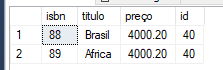 isbn titulo preço id
1 88 Brasil 4000.20 40
2 89 Africa 4000.20 40